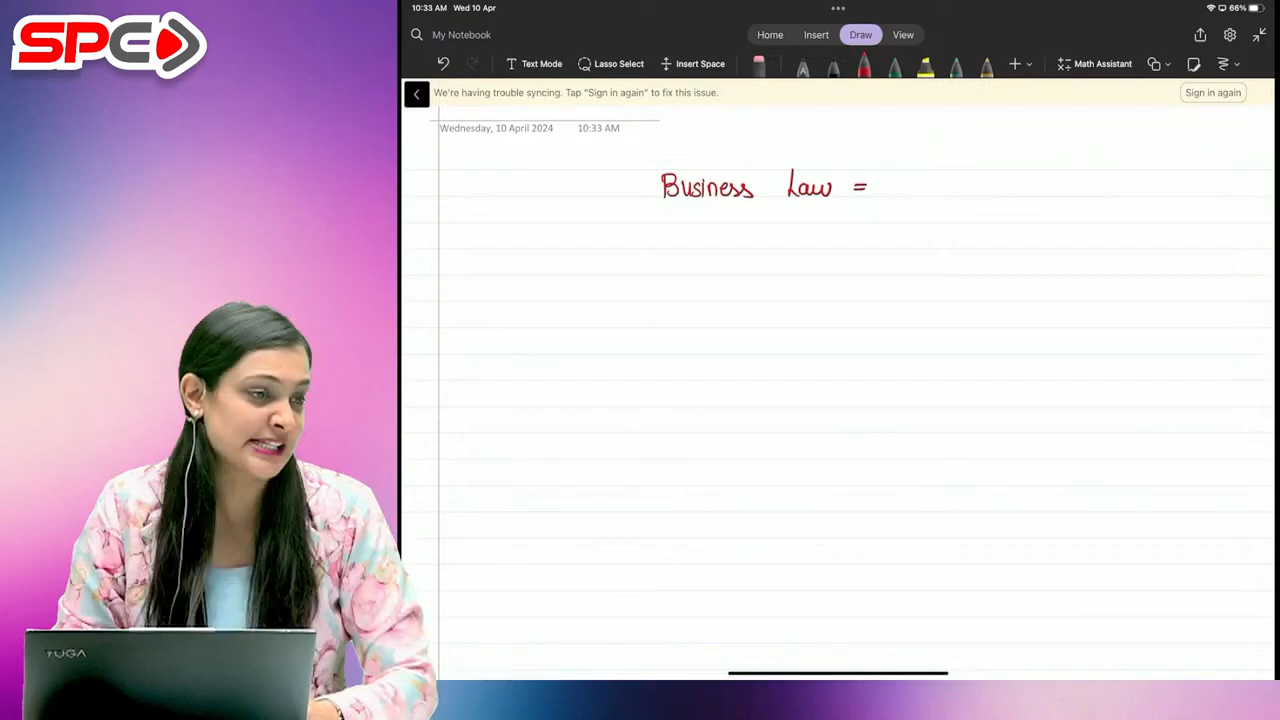 SPC
10:33 AM Wed 10 Apr
66%
My Notebook
Home Insert Draw View
Text Mode Lasso Select Insert Space Math Assistant
We're having trouble syncing. Tap "Sign in again" to fix this issue. Sign in again
Wednesday, 10 April 2024 10:33 AM
Business Law =
YOGA